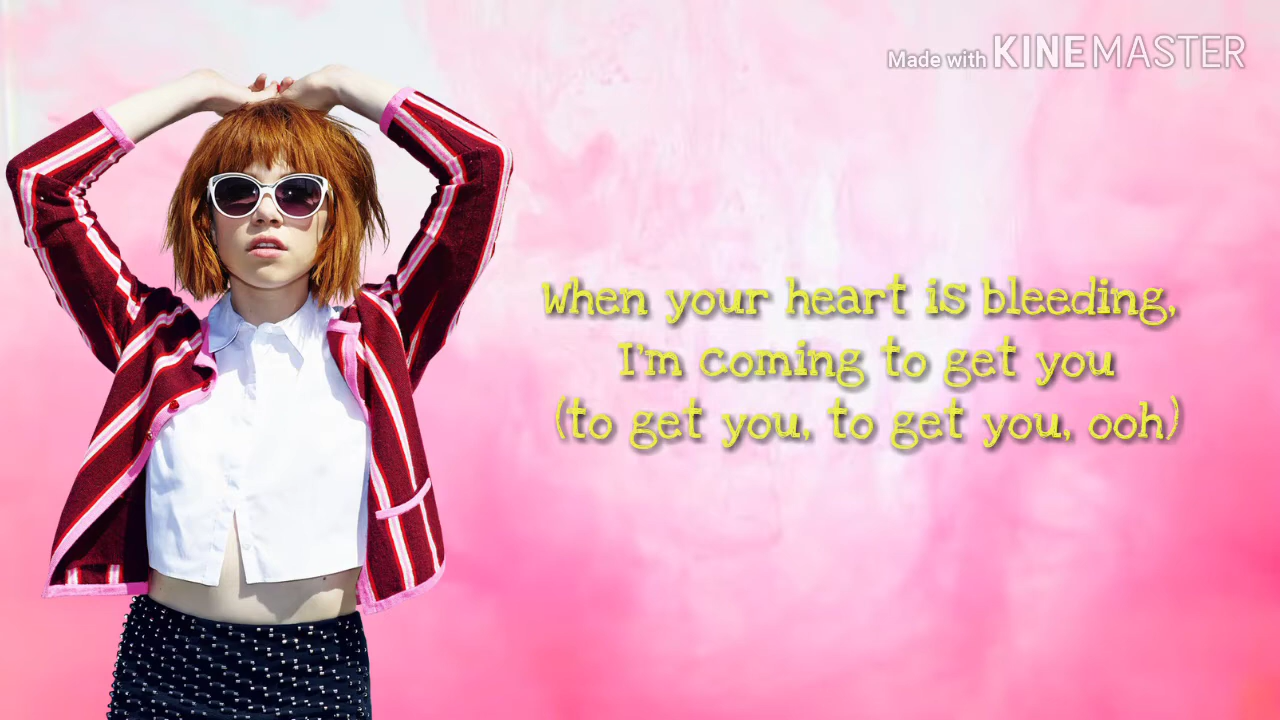 Made with KINEMASTER
When your heart is bleeding,
I'm coming to get you
(to get you, to get you, ooh)